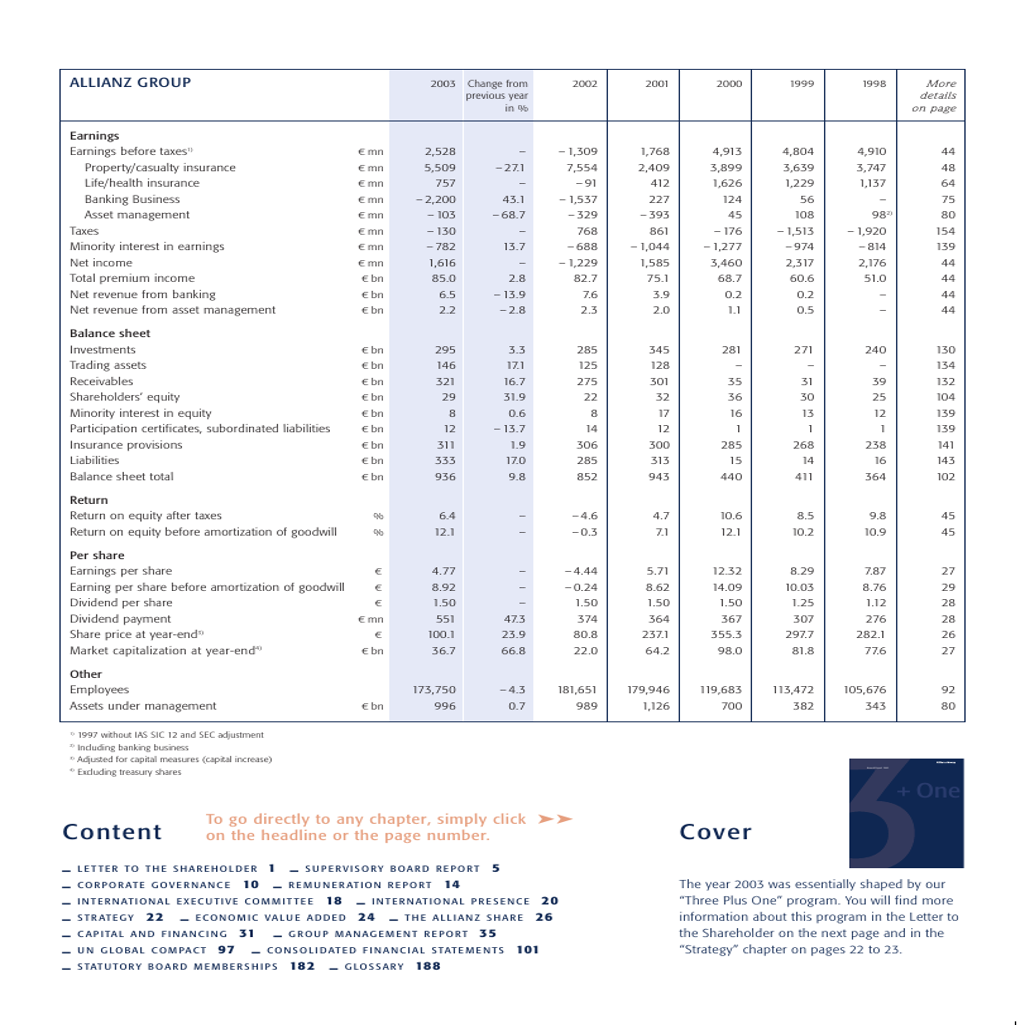 ALLIANZ GROUP 2003 Change from previous year in % 2002 2001 2000 1999 1998 More details on page
Earnings
Earnings before taxes¹⁾ € mn 2,528 – – 1,309 1,768 4,913 4,804 4,910 44
Property/casualty insurance € mn 5,509 – 27.1 7,554 2,409 3,899 3,639 3,747 48
Life/health insurance € mn 757 – – 91 412 1,626 1,229 1,137 64
Banking Business € mn – 2,200 43.1 – 1,537 227 124 56 – 75
Asset management € mn – 103 – 68.7 – 329 – 393 45 108 98²⁾ 80
Taxes € mn – 130 – 768 861 – 176 – 1,513 – 1,920 154
Minority interest in earnings € mn – 782 13.7 – 688 – 1,044 – 1,277 – 974 – 814 139
Net income € mn 1,616 – – 1,229 1,585 3,460 2,317 2,176 44
Total premium income € bn 85.0 2.8 82.7 75.1 68.7 60.6 51.0 44
Net revenue from banking € bn 6.5 – 13.9 7.6 3.9 0.2 0.2 – 44
Net revenue from asset management € bn 2.2 – 2.8 2.3 2.0 1.1 0.5 – 44
Balance sheet
Investments € bn 295 3.3 285 345 281 271 240 130
Trading assets € bn 146 17.1 125 128 – – – 134
Receivables € bn 321 16.7 275 301 35 31 39 132
Shareholders' equity € bn 29 31.9 22 32 36 30 25 104
Minority interest in equity € bn 8 0.6 8 17 16 13 12 139
Participation certificates, subordinated liabilities € bn 12 – 13.7 14 12 1 1 1 139
Insurance provisions € bn 311 1.9 306 300 285 268 238 141
Liabilities € bn 333 17.0 285 313 15 14 16 143
Balance sheet total € bn 936 9.8 852 943 440 411 364 102
Return
Return on equity after taxes % 6.4 – – 4.6 4.7 10.6 8.5 9.8 45
Return on equity before amortization of goodwill % 12.1 – – 0.3 7.1 12.1 10.2 10.9 45
Per share
Earnings per share € 4.77 – – 4.44 5.71 12.32 8.29 7.87 27
Earning per share before amortization of goodwill € 8.92 – – 0.24 8.62 14.09 10.03 8.76 29
Dividend per share € 1.50 – 1.50 1.50 1.50 1.25 1.12 28
Dividend payment € mn 551 47.3 374 364 367 307 276 28
Share price at year-end³⁾ € 100.1 23.9 80.8 237.1 355.3 297.7 282.1 26
Market capitalization at year-end⁴⁾ € bn 36.7 66.8 22.0 64.2 98.0 81.8 77.6 27
Other
Employees 173,750 – 4.3 181,651 179,946 119,683 113,472 105,676 92
Assets under management € bn 996 0.7 989 1,126 700 382 343 80
¹⁾ 1997 without IAS SIC 12 and SEC adjustment
²⁾ Including banking business
³⁾ Adjusted for capital measures (capital increase)
⁴⁾ Excluding treasury shares
Content
To go directly to any chapter, simply click
on the headline or the page number.
– LETTER TO THE SHAREHOLDER 1 – SUPERVISORY BOARD REPORT 5
– CORPORATE GOVERNANCE 10 – REMUNERATION REPORT 14
– INTERNATIONAL EXECUTIVE COMMITTEE 18 – INTERNATIONAL PRESENCE 20
– STRATEGY 22 – ECONOMIC VALUE ADDED 24 – THE ALLIANZ SHARE 26
– CAPITAL AND FINANCING 31 – GROUP MANAGEMENT REPORT 35
– UN GLOBAL COMPACT 97 – CONSOLIDATED FINANCIAL STATEMENTS 101
– STATUTORY BOARD MEMBERSHIPS 182 – GLOSSARY 188
Cover
3 + One
The year 2003 was essentially shaped by our
"Three Plus One" program. You will find more
information about this program in the Letter to
the Shareholder on the next page and in the
"Strategy" chapter on pages 22 to 23.